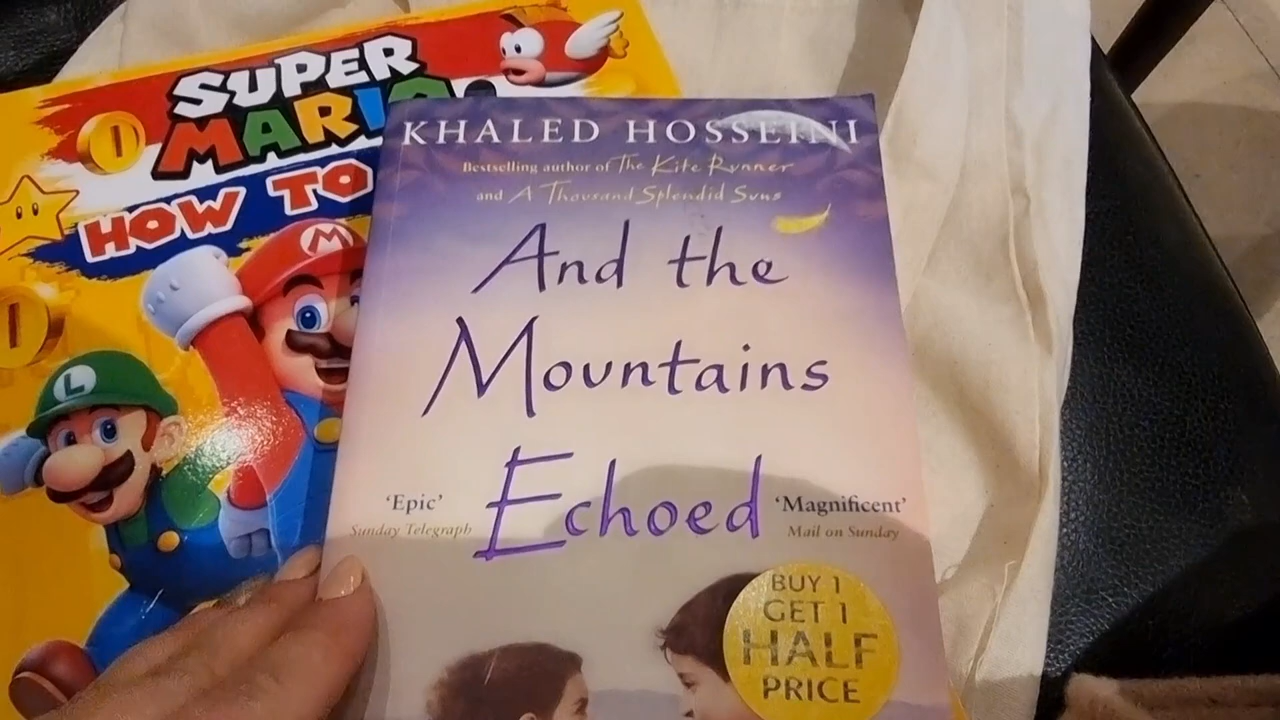 SUPER
MARI
HOW TO
M
L
KHALED HOSSEINI
Bestselling author of The Kite Runner
and A Thousand Splendid Suns
And the
Mountains
Echoed
'Epic'
Sunday Telegraph
'Magnificent'
Mail on Sunday
BUY 1
GET 1
HALF
PRICE